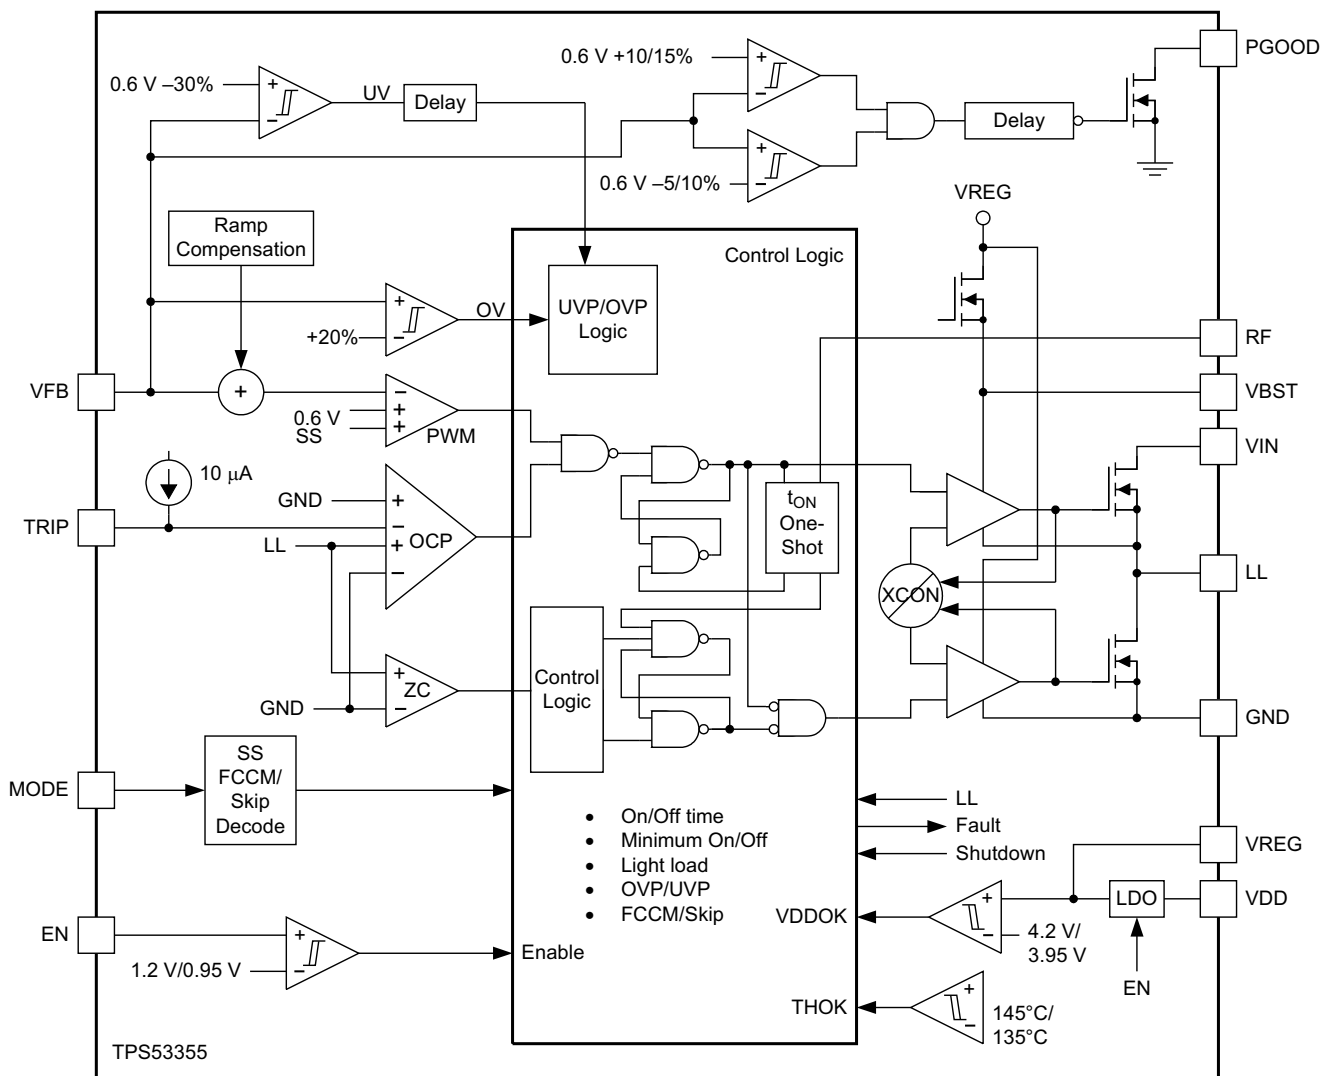 PGOOD
0.6 V +10/15%
0.6 V –30%
+
−
UV
Delay
+
−
Delay
+
−
0.6 V –5/10%
VREG
Ramp
Compensation
Control Logic
UVP/OVP
Logic
+
−
OV
+20%
RF
VFB
+
−
+
+
0.6 V
SS
PWM
VBST
VIN
10 μA
GND
TRIP
LL
+
−
+
−
OCP
tON
One-
Shot
XCON
LL
Control
Logic
+
−
ZC
GND
GND
MODE
SS
FCCM/
Skip
Decode
LL
Fault
Shutdown
• On/Off time
• Minimum On/Off
• Light load
• OVP/UVP
• FCCM/Skip
VREG
LDO
VDD
VDDOK
+
−
4.2 V/
3.95 V
EN
EN
+
−
1.2 V/0.95 V
Enable
THOK
+
−
145°C/
135°C
TPS53355